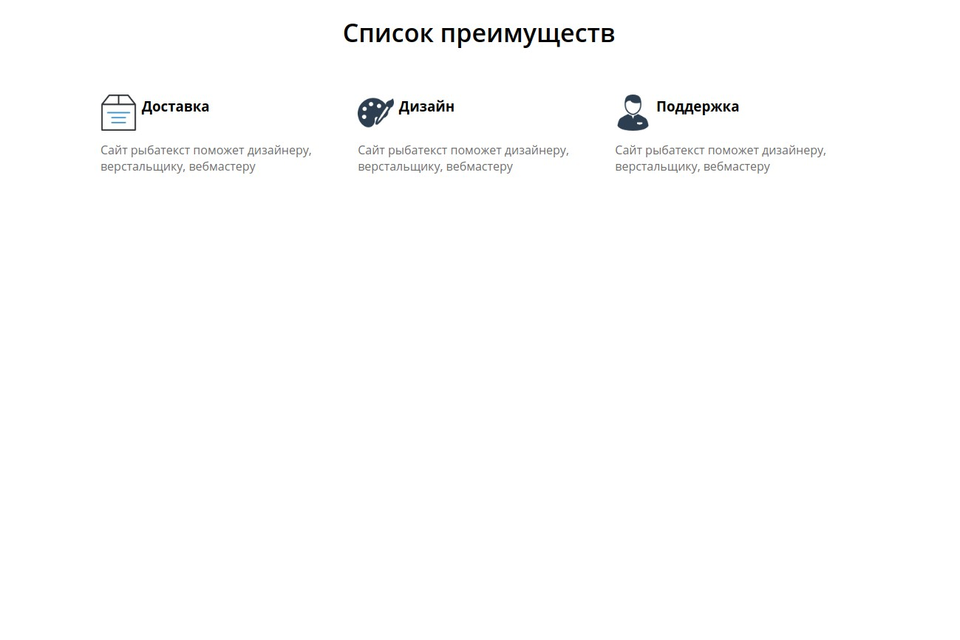 Список преимуществ
Доставка
Сайт рыбатекст поможет дизайнеру,
верстальщику, вебмастеру
Дизайн
Сайт рыбатекст поможет дизайнеру,
верстальщику, вебмастеру
Поддержка
Сайт рыбатекст поможет дизайнеру,
верстальщику, вебмастеру